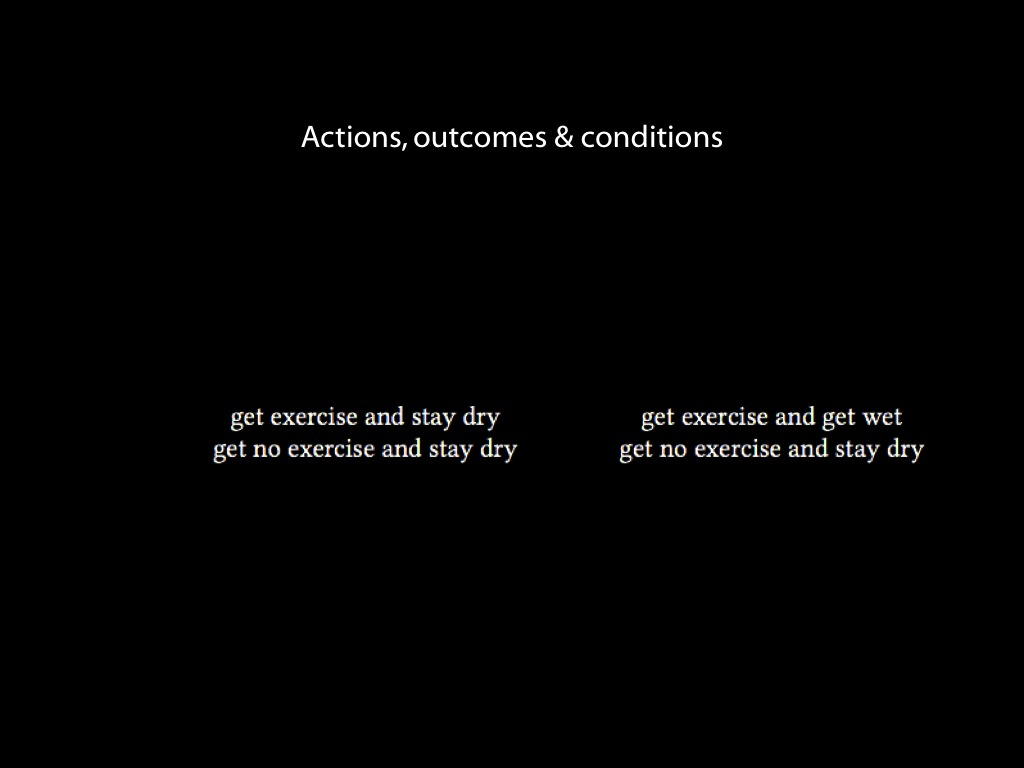 Actions, outcomes & conditions
get exercise and stay dry
get no exercise and stay dry
get exercise and get wet
get no exercise and stay dry